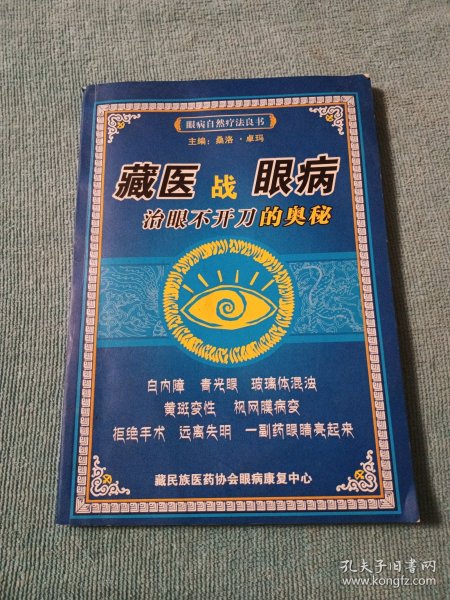 眼病自然疗法良书
主编：桑洛·卓玛
藏医 战 眼病
治眼不开刀的奥秘
白内障 青光眼 玻璃体混浊
黄斑变性 视网膜病变
拒绝手术 远离失明 一副药眼睛亮起来
藏民族医药协会眼病康复中心
孔夫子旧书网
www.kongfz.com